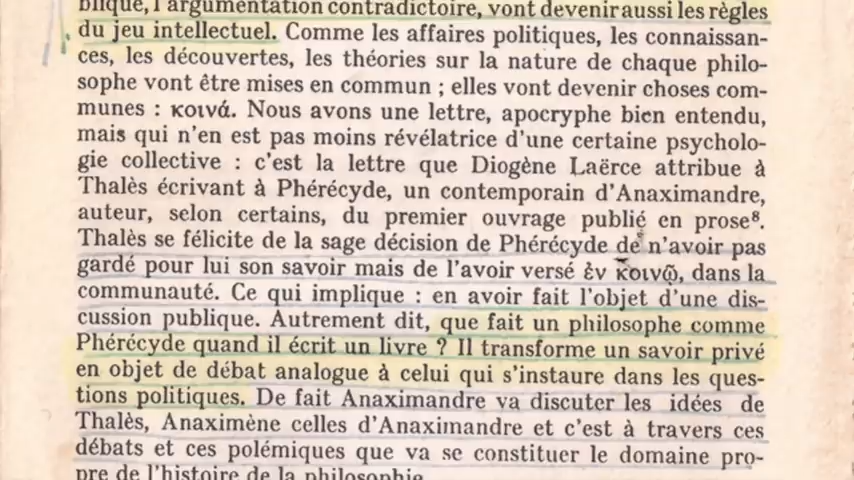 blique, l'argumentation contradictoire, vont devenir aussi les règles
du jeu intellectuel. Comme les affaires politiques, les connaissan-
ces, les découvertes, les théories sur la nature de chaque philo-
sophe vont être mises en commun ; elles vont devenir choses com-
munes : κοινά. Nous avons une lettre, apocryphe bien entendu,
mais qui n'en est pas moins révélatrice d'une certaine psycholo-
gie collective : c'est la lettre que Diogène Laërce attribue à
Thalès écrivant à Phérécyde, un contemporain d'Anaximandre,
auteur, selon certains, du premier ouvrage publié en prose⁸.
Thalès se félicite de la sage décision de Phérécyde de n'avoir pas
gardé pour lui son savoir mais de l'avoir versé ἐν κοινῷ, dans la
communauté. Ce qui implique : en avoir fait l'objet d'une dis-
cussion publique. Autrement dit, que fait un philosophe comme
Phérécyde quand il écrit un livre ? Il transforme un savoir privé
en objet de débat analogue à celui qui s'instaure dans les ques-
tions politiques. De fait Anaximandre va discuter les idées de
Thalès, Anaximène celles d'Anaximandre et c'est à travers ces
débats et ces polémiques que va se constituer le domaine pro-
pre de l'histoire de la philosophie.